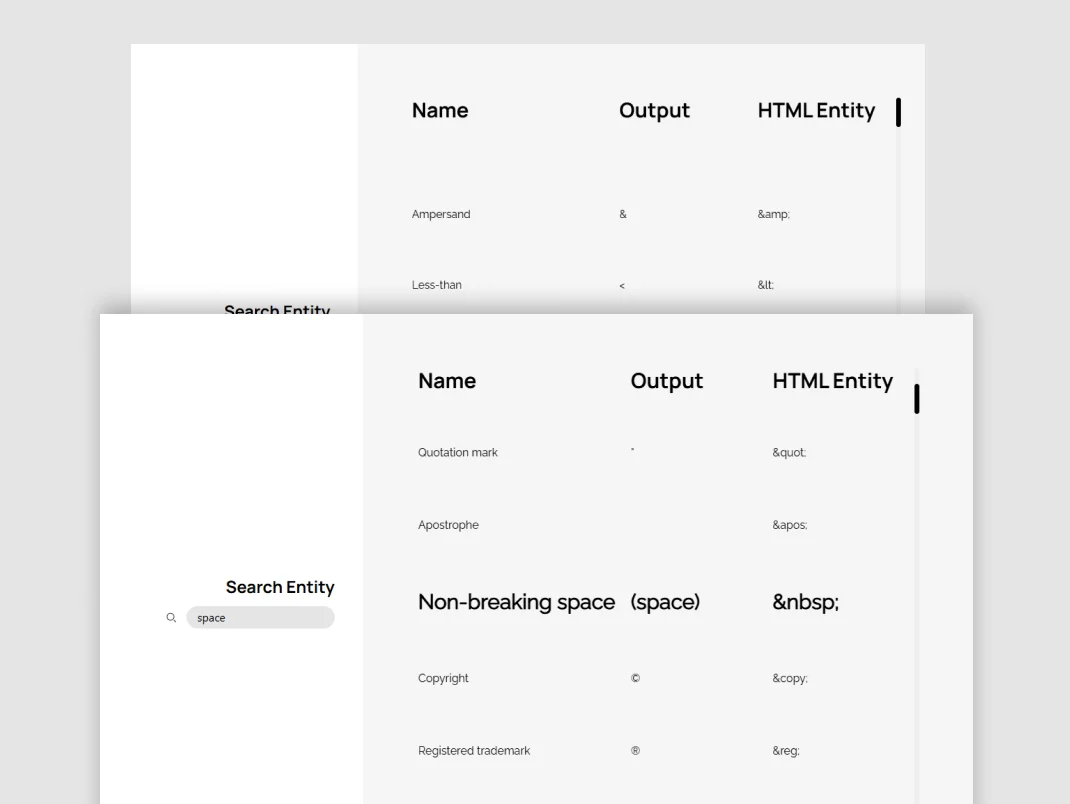 Name Output HTML Entity
Ampersand & &amp;
Less-than < &lt;
Search Entity
Name Output HTML Entity
Quotation mark " &quot;
Apostrophe &apos;
Non-breaking space (space) &nbsp;
Search Entity
space
Copyright © &copy;
Registered trademark ® &reg;